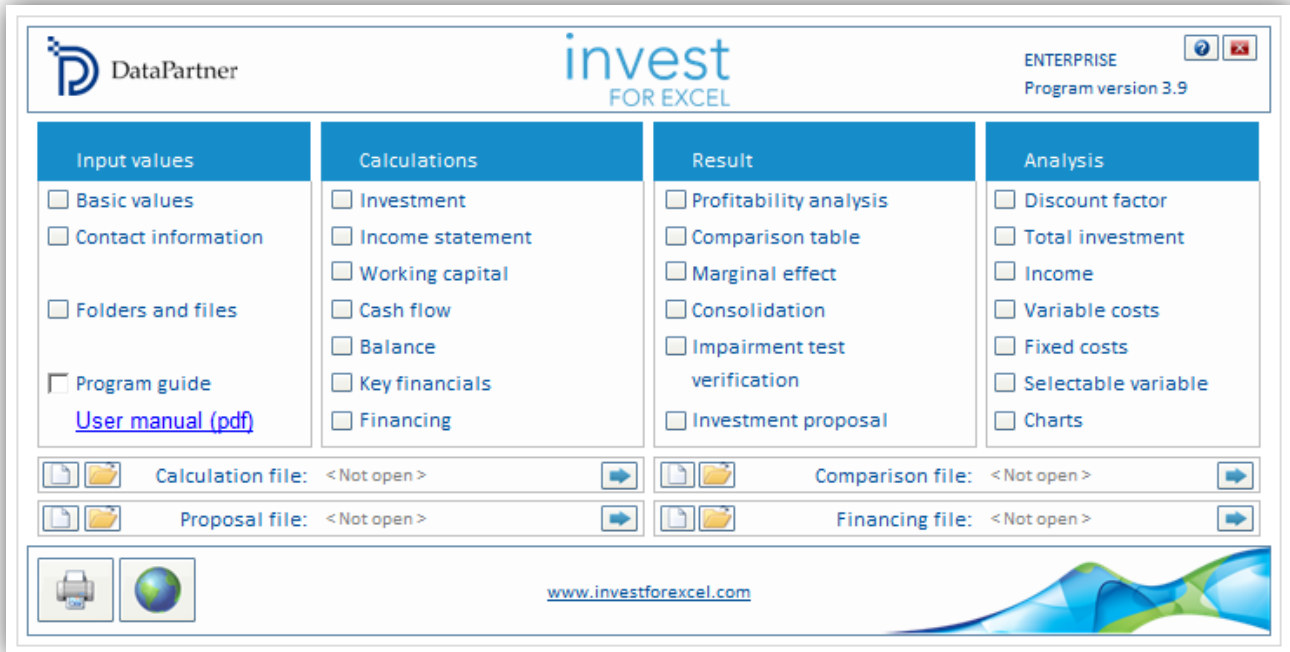 DataPartner
invest
FOR EXCEL
ENTERPRISE
Program version 3.9
Input values
Basic values
Contact information
Folders and files
Program guide
User manual (pdf)
Calculations
Investment
Income statement
Working capital
Cash flow
Balance
Key financials
Financing
Result
Profitability analysis
Comparison table
Marginal effect
Consolidation
Impairment test
verification
Investment proposal
Analysis
Discount factor
Total investment
Income
Variable costs
Fixed costs
Selectable variable
Charts
Calculation file: < Not open >
Comparison file: < Not open >
Proposal file: < Not open >
Financing file: < Not open >
www.investforexcel.com